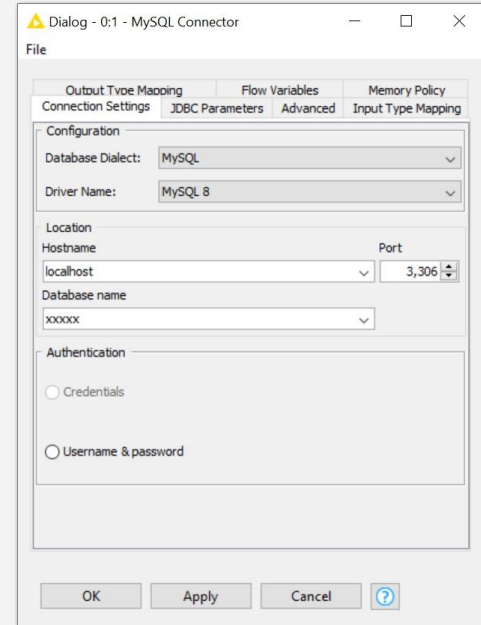 Dialog - 0:1 - MySQL Connector
File
Output Type Mapping Flow Variables Memory Policy
Connection Settings JDBC Parameters Advanced Input Type Mapping
Configuration
Database Dialect: MySQL
Driver Name: MySQL 8
Location
Hostname Port
localhost 3,306
Database name
xxxxx
Authentication
Credentials
Username & password
OK Apply Cancel ?